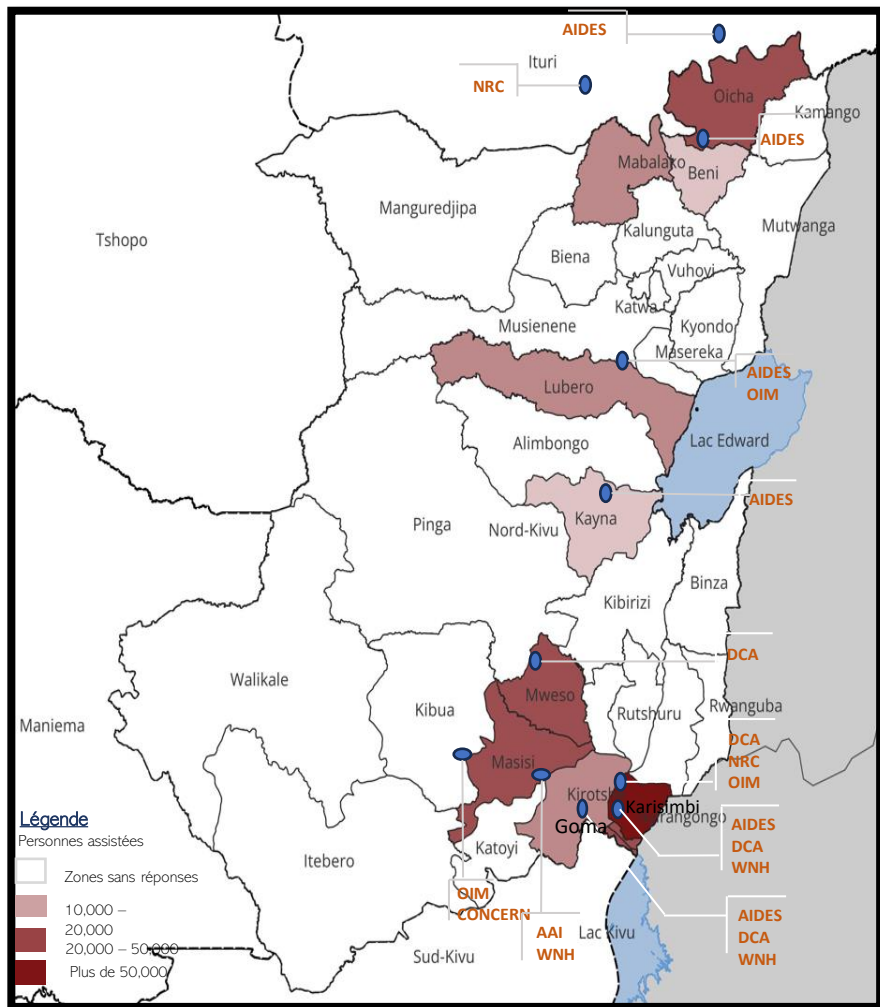 AIDES
Ituri
NRC
Oicha
Kamango
AIDES
Mabalako
Beni
Manguredjipa
Tshopo
Mutwanga
Kalunguta
Biena
Vuhovi
Katwa
Musienene
Kyondo
Masereka
AIDES
OIM
Lubero
Lac Edward
Alimbongo
AIDES
Kayna
Pinga
Nord-Kivu
Binza
Kibirizi
DCA
Walikale
Mweso
Kibua
Rutshuru
Rwanguba
Maniema
DCA
NRC
OIM
Masisi
Karisimbi
Goma
AIDES
DCA
WNH
Légende
Personnes assistées
Zones sans réponses
10,000 –
20,000
20,000 – 50,000
Plus de 50,000
Itebero
Katoyi
OIM
CONCERN
AAI
WNH
AIDES
DCA
WNH
Lac Kivu
Sud-Kivu